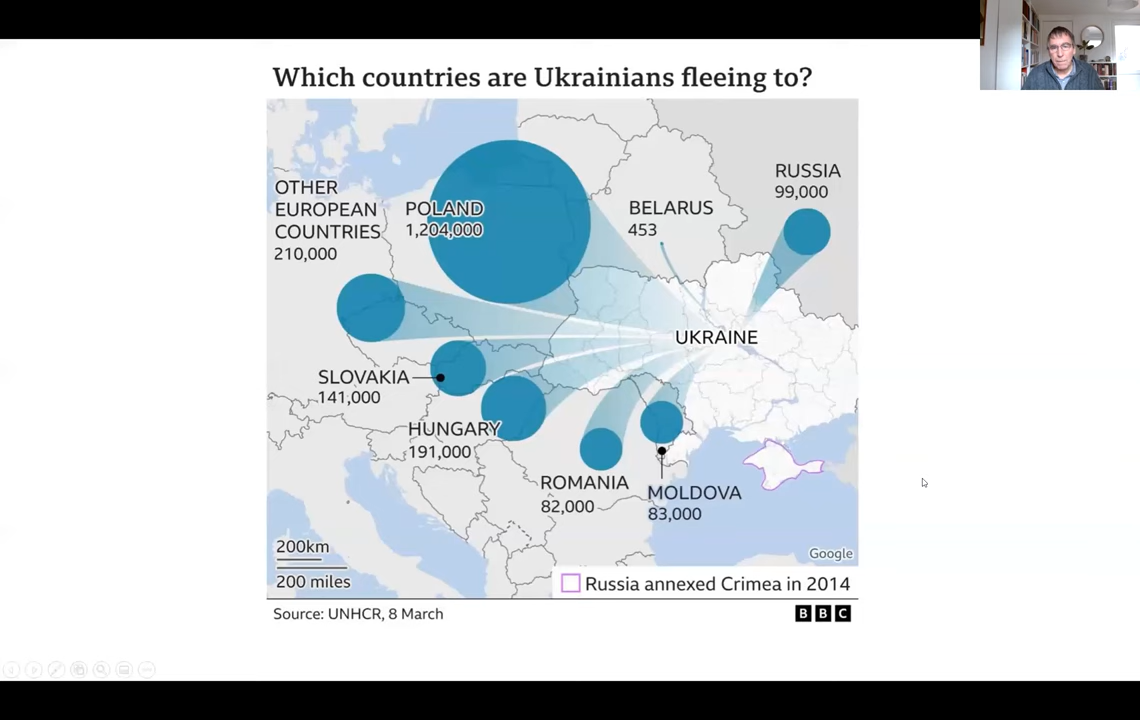 Which countries are Ukrainians fleeing to?
OTHER
EUROPEAN
COUNTRIES
210,000
POLAND
1,204,000
BELARUS
453
RUSSIA
99,000
UKRAINE
SLOVAKIA
141,000
HUNGARY
191,000
ROMANIA
82,000
MOLDOVA
83,000
200km
200 miles
Google
Russia annexed Crimea in 2014
Source: UNHCR, 8 March
BBC